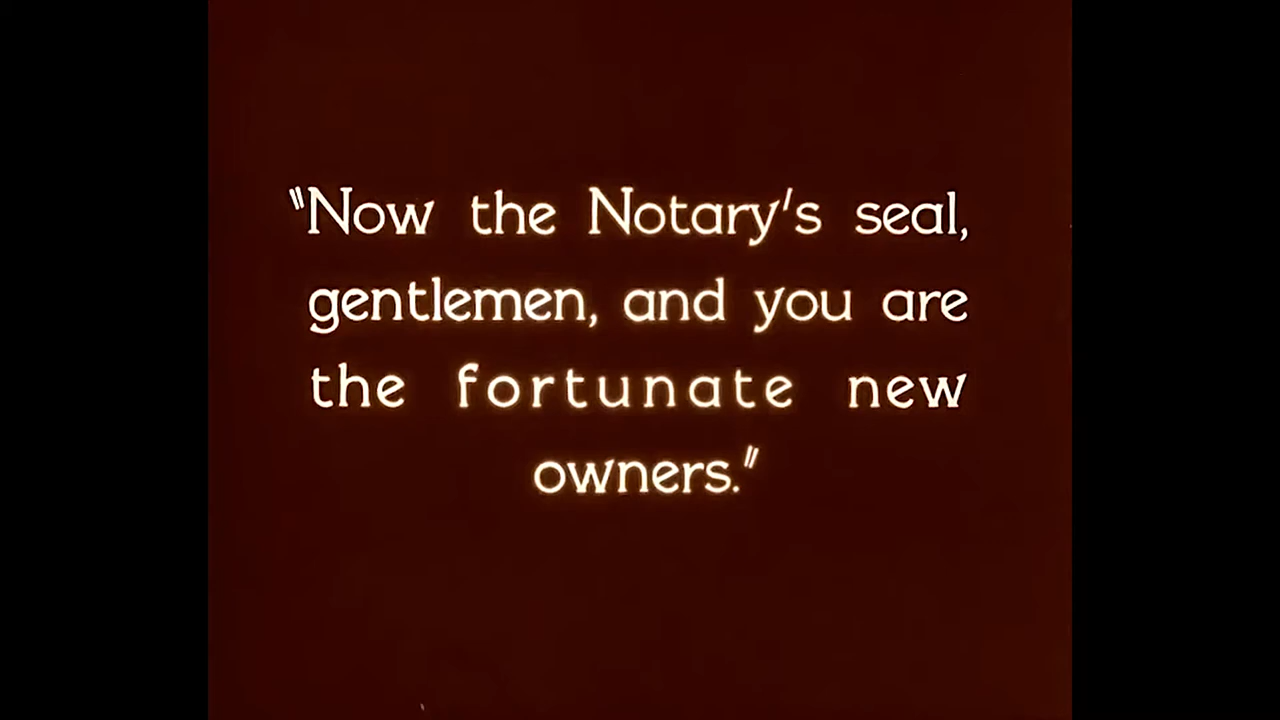 "Now the Notary's seal,
gentlemen, and you are
the fortunate new
owners."